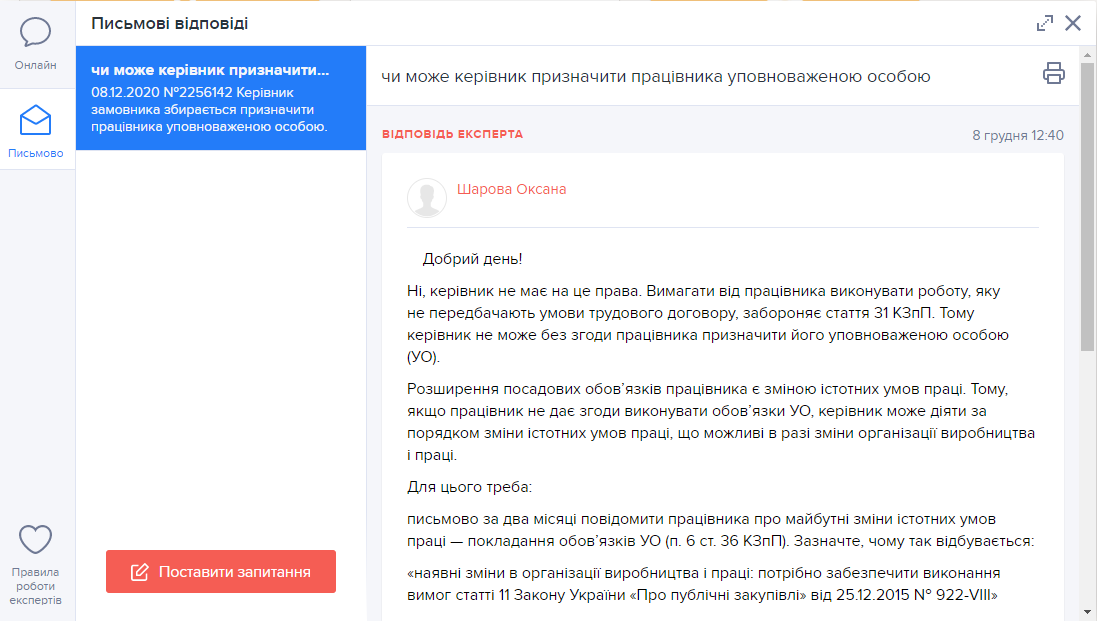 Письмові відповіді
Онлайн
Письмово
чи може керівник призначити...
08.12.2020 №2256142 Керівник
замовника збирається призначити
працівника уповноваженою особою.
Поставити запитання
Правила
роботи
експертів
чи може керівник призначити працівника уповноваженою особою
ВІДПОВІДЬ ЕКСПЕРТА
8 грудня 12:40
Шарова Оксана
Добрий день!
Ні, керівник не має на це права. Вимагати від працівника виконувати роботу, яку
не передбачають умови трудового договору, забороняє стаття 31 КЗпП. Тому
керівник не може без згоди працівника призначити його уповноваженою особою
(УО).
Розширення посадових обов’язків працівника є зміною істотних умов праці. Тому,
якщо працівник не дає згоди виконувати обов’язки УО, керівник може діяти за
порядком зміни істотних умов праці, що можливі в разі зміни організації виробництва
і праці.
Для цього треба:
письмово за два місяці повідомити працівника про майбутні зміни істотних умов
праці — покладання обов’язків УО (п. 6 ст. 36 КЗпП). Зазначте, чому так відбувається:
«наявні зміни в організації виробництва і праці: потрібно забезпечити виконання
вимог статті 11 Закону України «Про публічні закупівлі» від 25.12.2015 № 922-VIII»